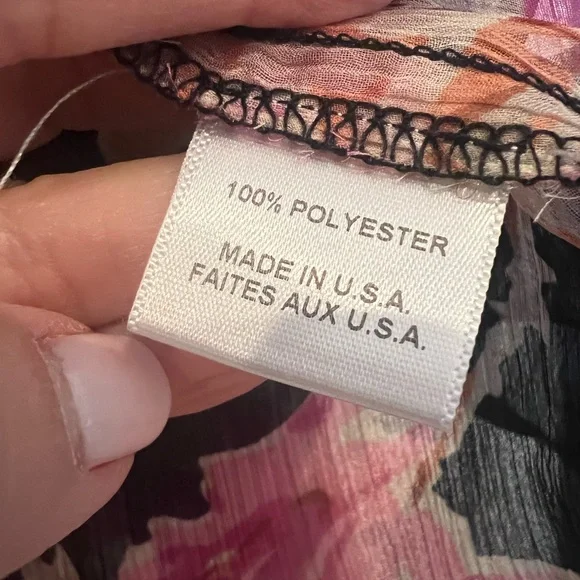 100% POLYESTER
MADE IN U.S.A.
FAITES AUX U.S.A.